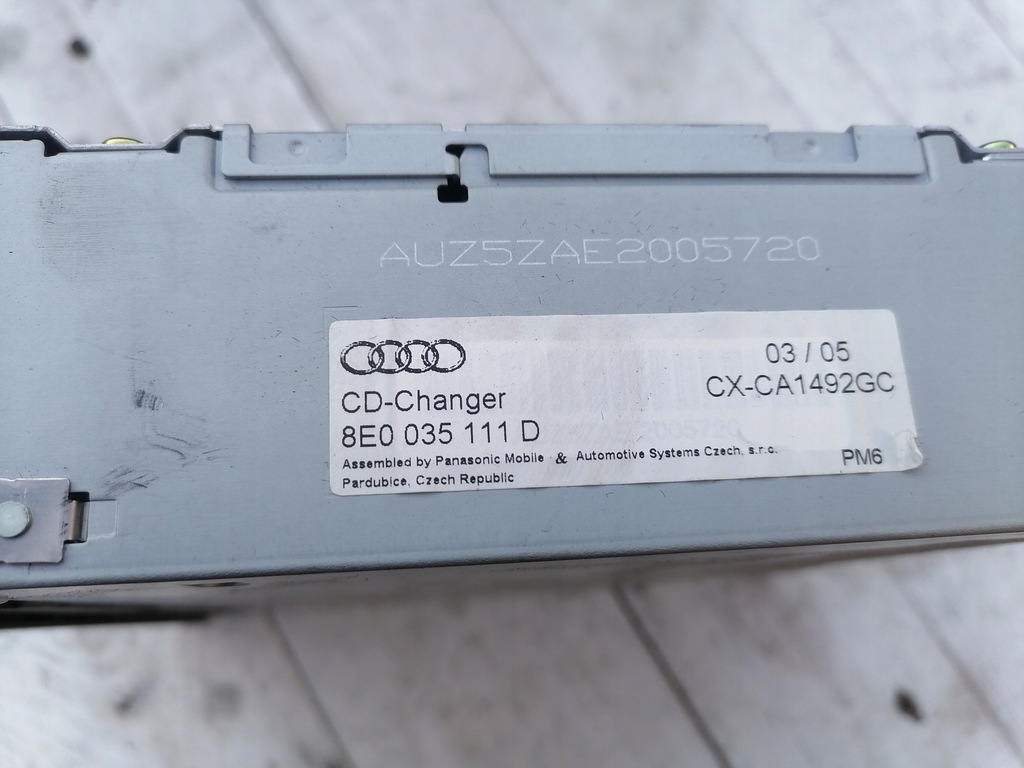 AUZ5ZAE2005720
03 / 05
CD-Changer
CX-CA1492GC
8E0 035 111 D
Assembled by Panasonic Mobile & Automotive Systems Czech, s.r.o.
PM6
Pardubice, Czech Republic